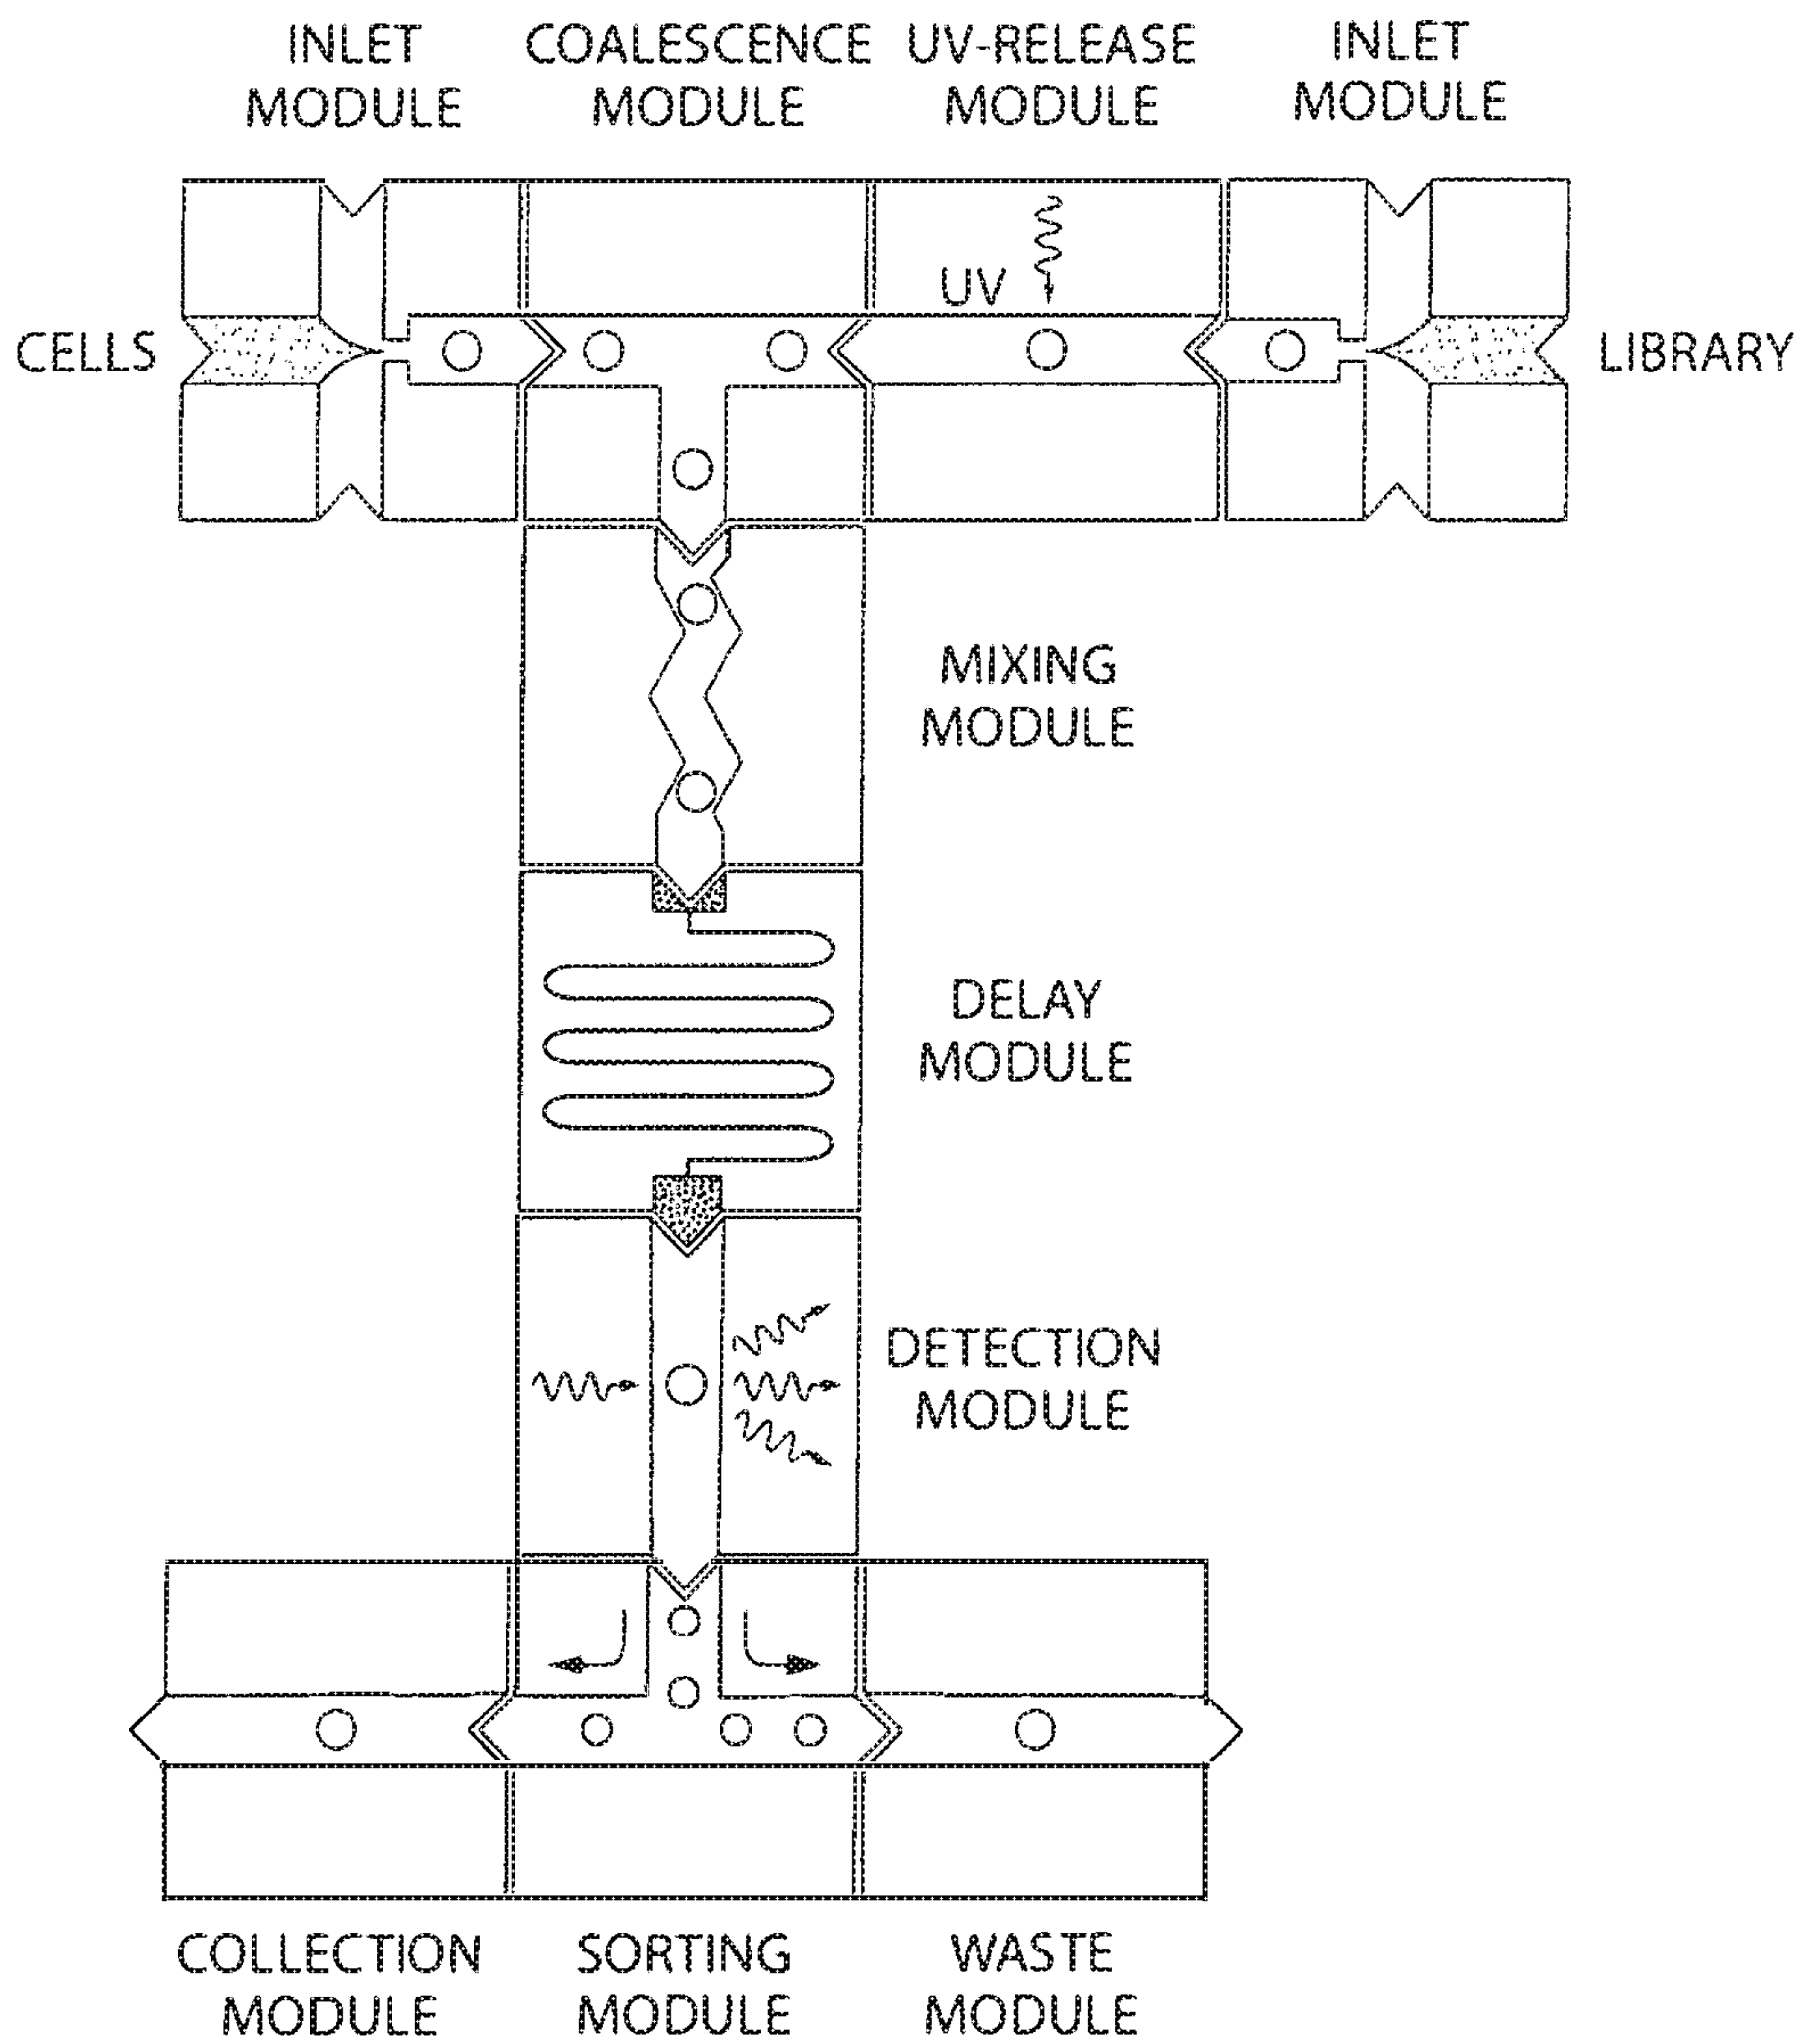 INLET
MODULE
COALESCENCE
MODULE
UV-RELEASE
MODULE
INLET
MODULE
UV
CELLS
LIBRARY
MIXING
MODULE
DELAY
MODULE
DETECTION
MODULE
COLLECTION
MODULE
SORTING
MODULE
WASTE
MODULE